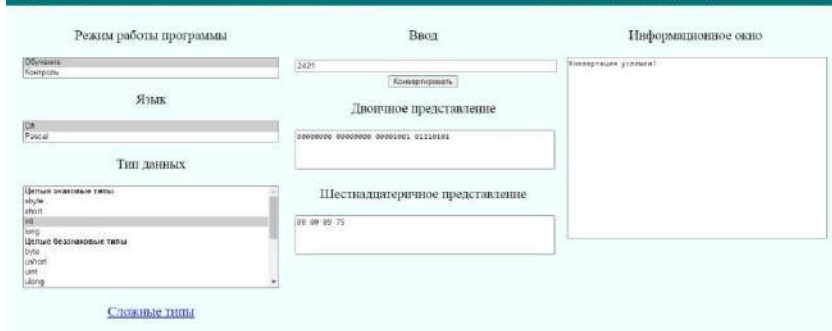 Режим работы программы
Обучение
Контроль
Язык
C#
Pascal
Тип данных
Целые знаковые типы
sbyte
short
int
long
Целые беззнаковые типы
byte
ushort
uint
ulong
Сложные типы
Ввод
2421
Конвертировать
Двоичное представление
00000000 00000000 00001001 01110101
Шестнадцатеричное представление
00 00 09 75
Информационное окно
Конвертация успешна!